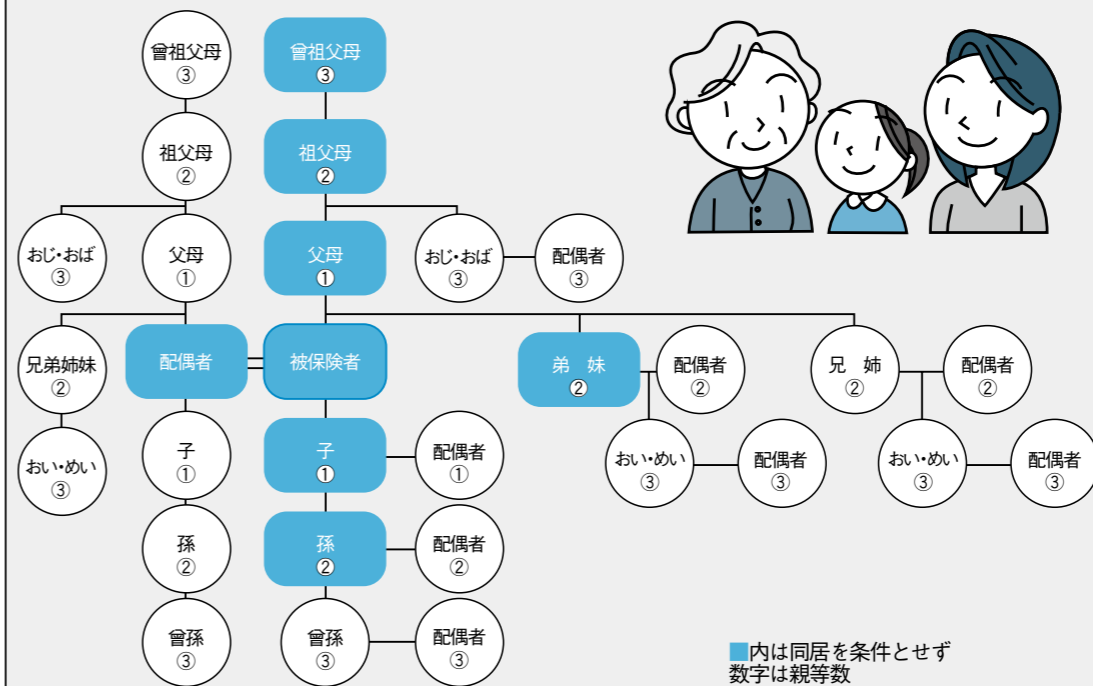 曾祖父母
③
曾祖父母
③
祖父母
②
祖父母
②
おじ・おば
③
父母
①
父母
①
おじ・おば
③
配偶者
③
兄弟姉妹
②
配偶者
被保険者
弟 妹
②
配偶者
②
兄 姉
②
配偶者
②
おい・めい
③
子
①
子
①
配偶者
①
おい・めい
③
配偶者
③
おい・めい
③
配偶者
③
孫
②
孫
②
配偶者
②
曾孫
③
曾孫
③
配偶者
③
■内は同居を条件とせず
数字は親等数